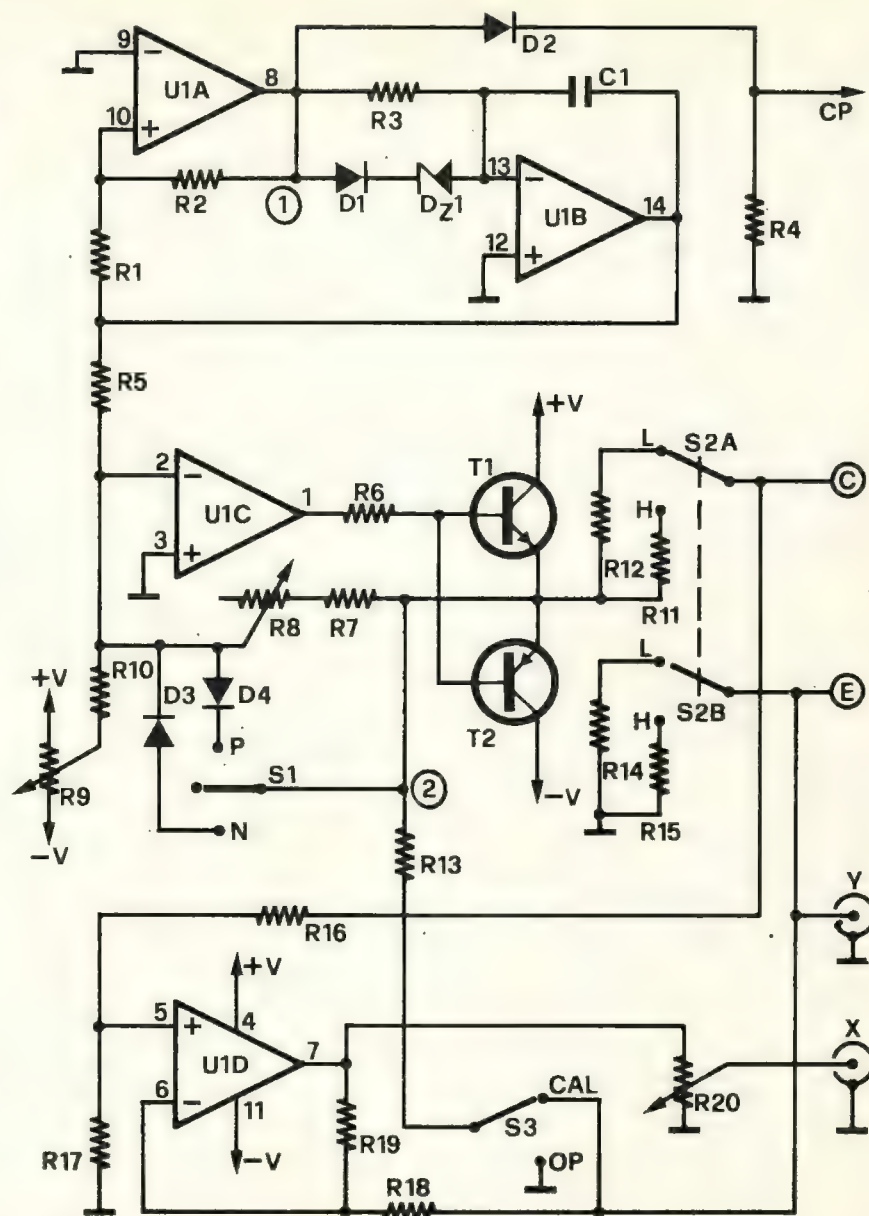 9
−
U1A
8
10
+
D2
R3
C1
CP
R2
1
D1
DZ1
13
−
U1B
14
12
+
R4
R1
R5
2
−
U1C
1
3
+
R6
T1
+V
L
S2A
C
H
R12
R11
R8
R7
R10
D3
D4
+V
P
R9
S1
2
−V
N
T2
−V
L
S2B
E
H
R14
R15
R13
R16
Y
+V
5
+
4
U1D
7
6
−
11
−V
X
CAL
S3
R20
R19
R17
OP
R18